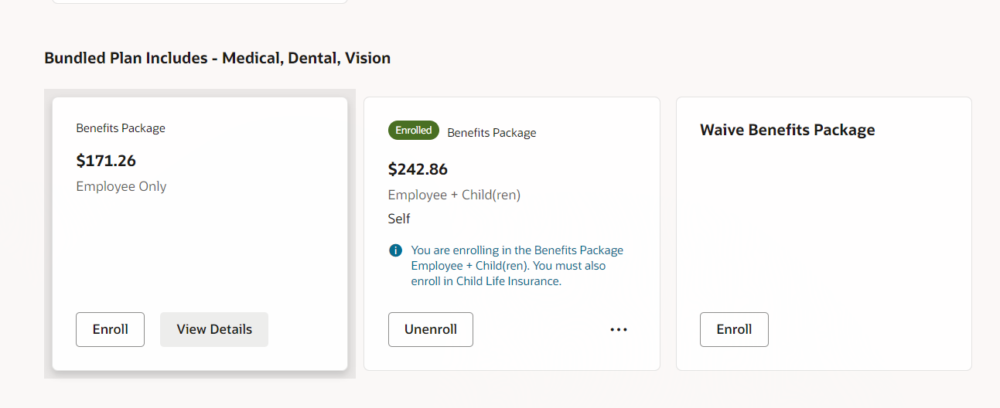 Bundled Plan Includes - Medical, Dental, Vision
Benefits Package
$171.26
Employee Only
Enroll
View Details
Enrolled
Benefits Package
$242.86
Employee + Child(ren)
Self
You are enrolling in the Benefits Package
Employee + Child(ren). You must also
enroll in Child Life Insurance.
Unenroll
Waive Benefits Package
Enroll